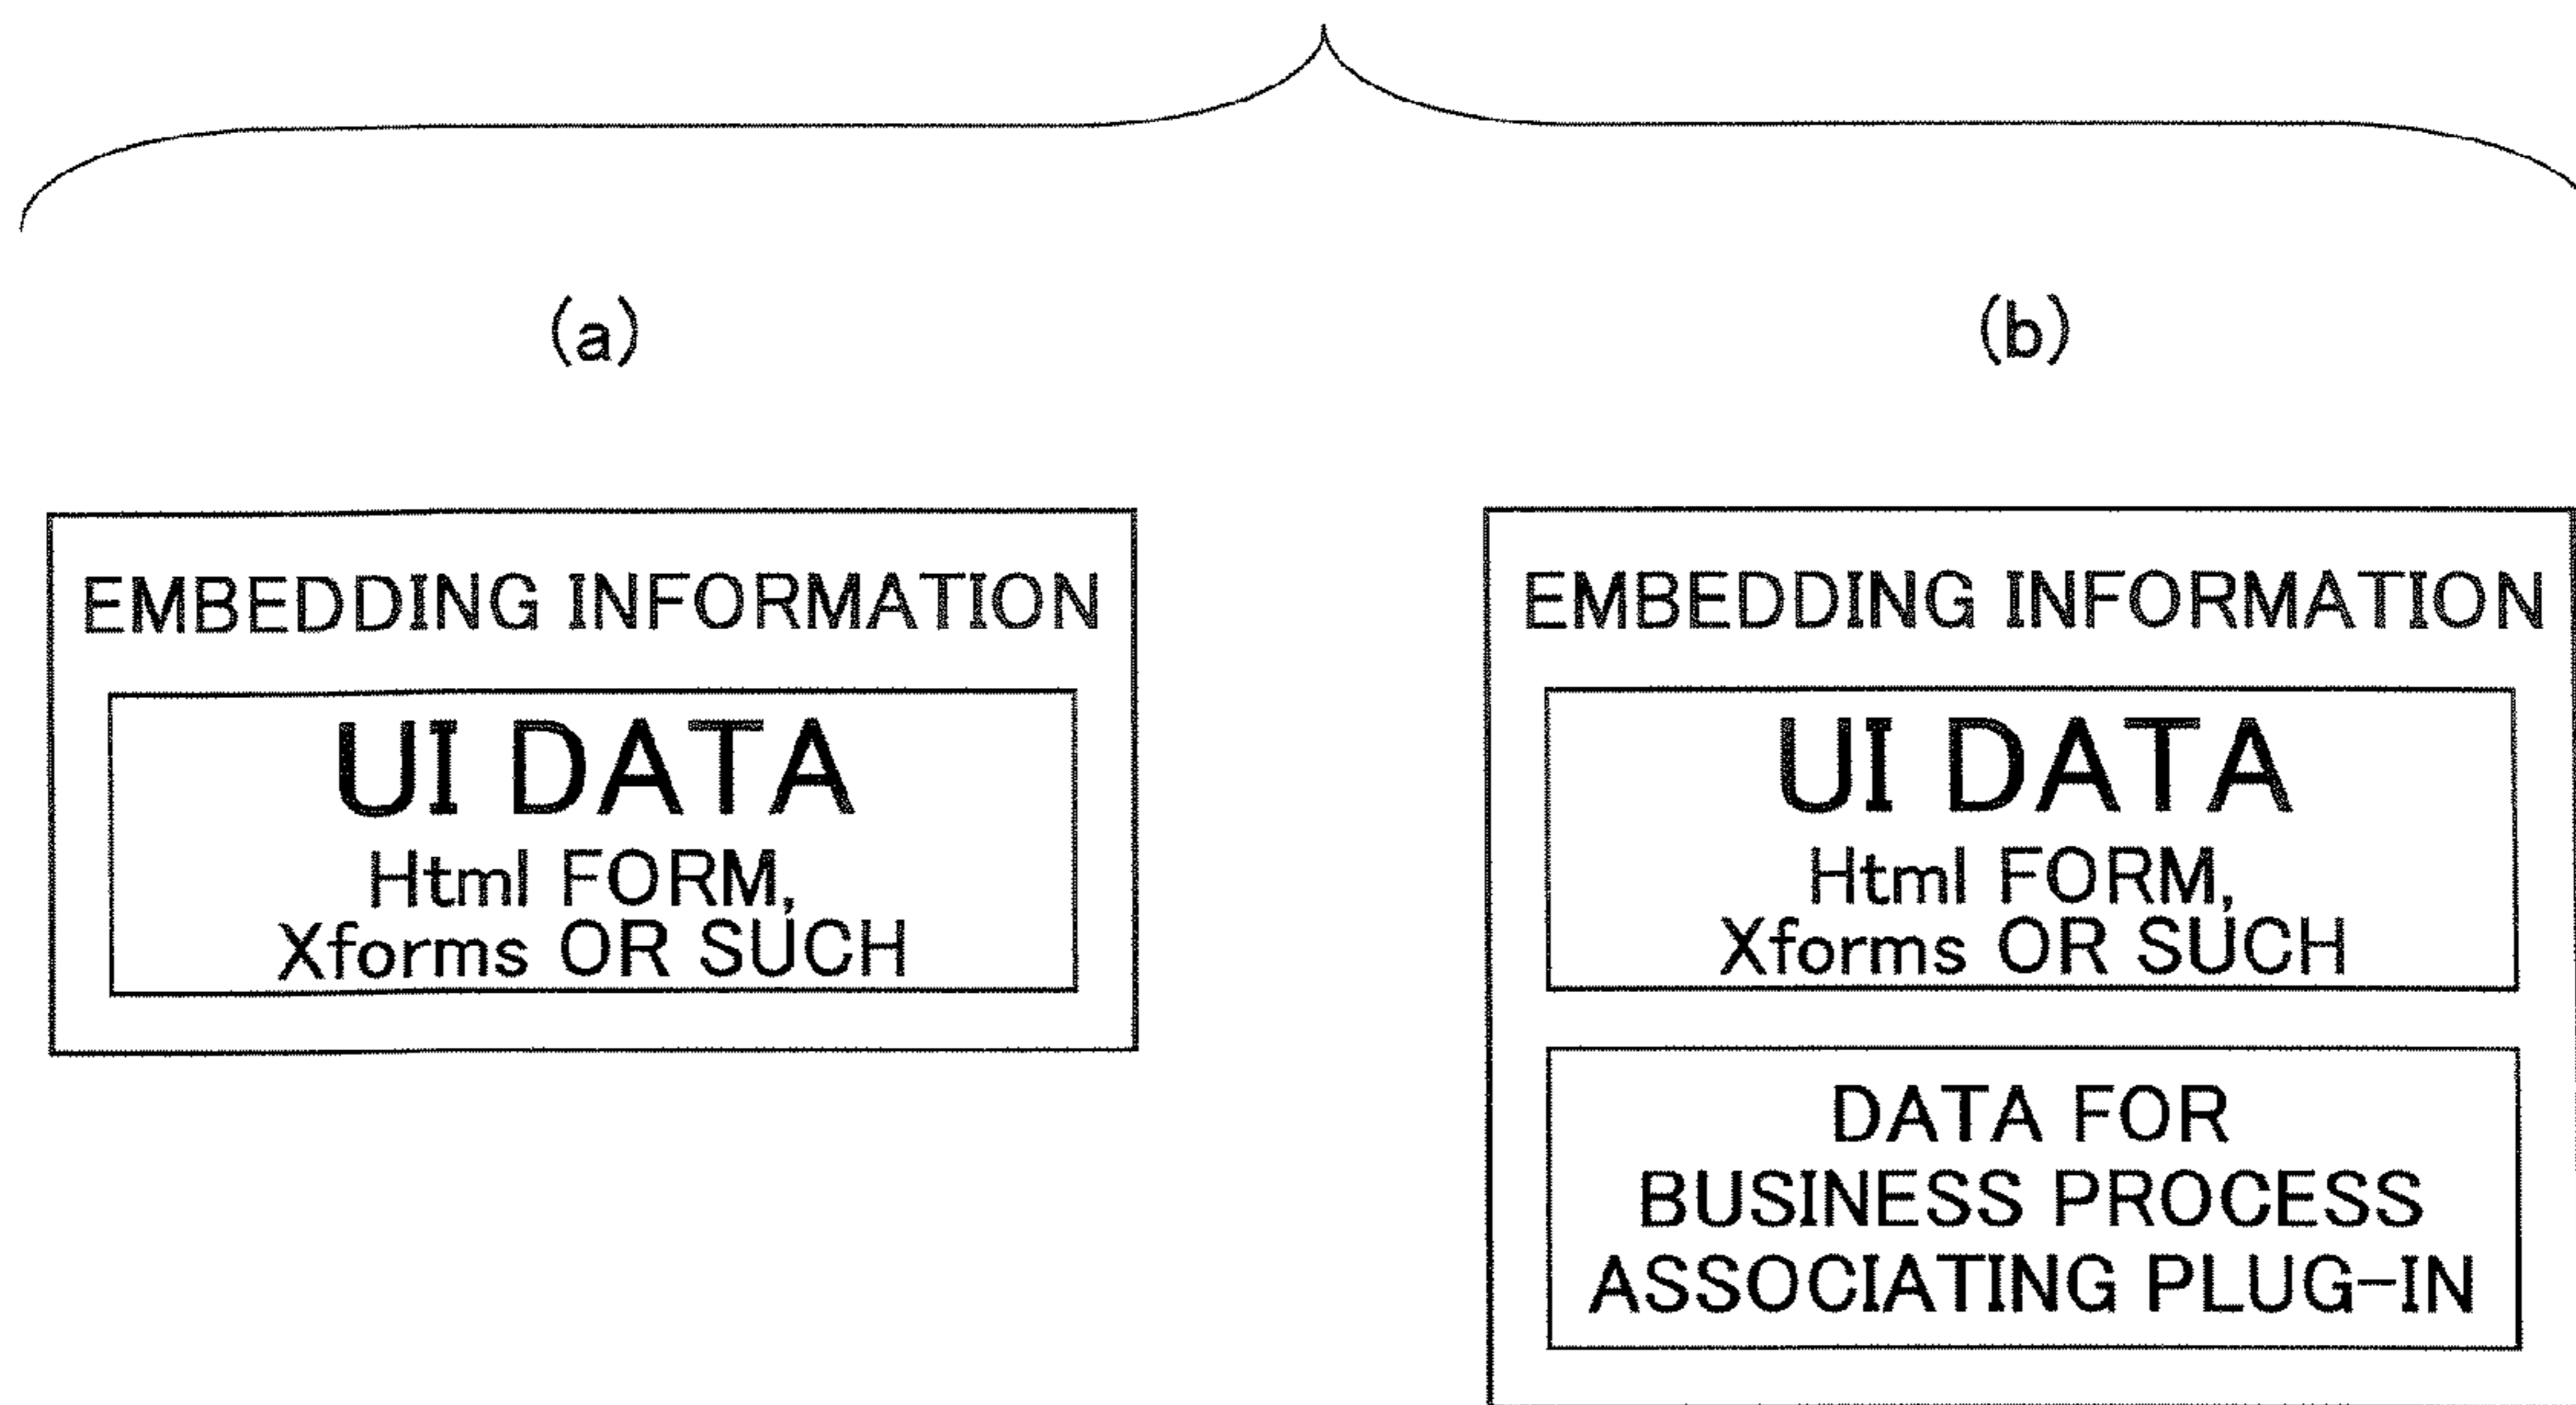 (a)
EMBEDDING INFORMATION
UI DATA
Html FORM,
Xforms OR SUCH
(b)
EMBEDDING INFORMATION
UI DATA
Html FORM,
Xforms OR SUCH
DATA FOR
BUSINESS PROCESS
ASSOCIATING PLUG-IN